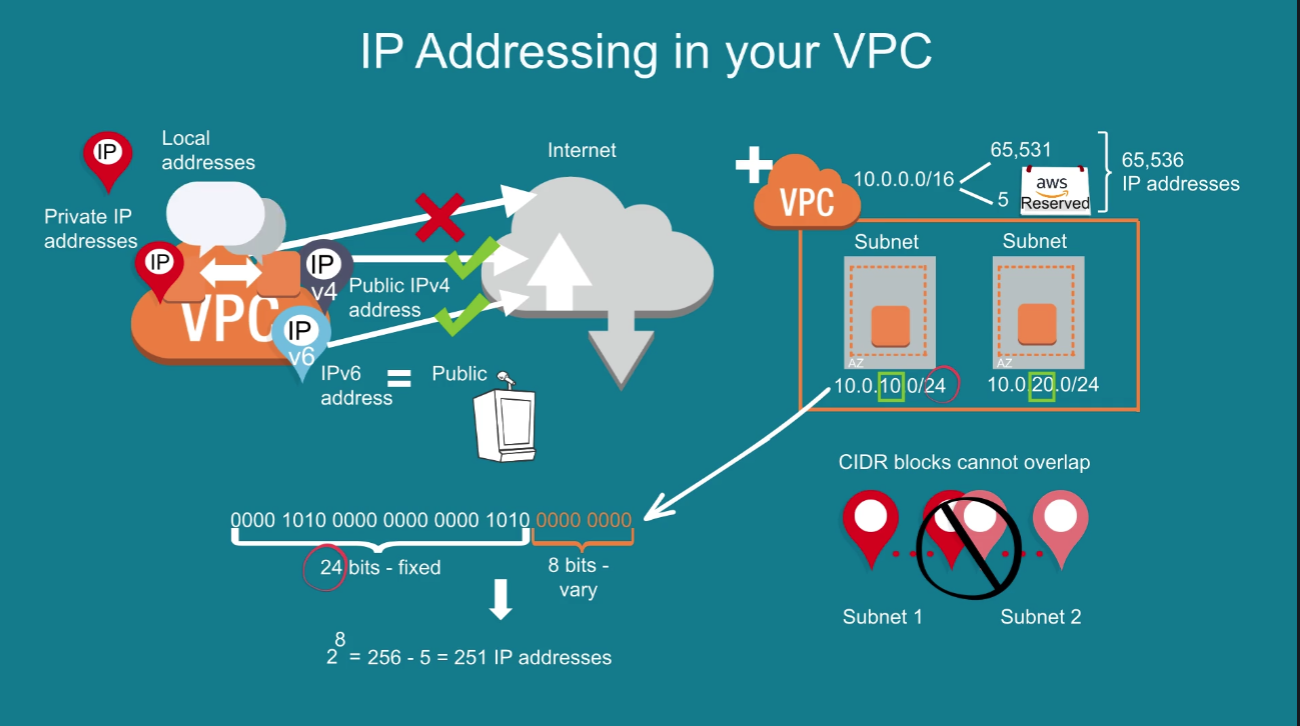 IP Addressing in your VPC
IP
Local
addresses
Private IP
addresses
IP
VPC
IP
v4
Public IPv4
address
IP
v6
IPv6
address
=
Public
Internet
VPC
10.0.0.0/16
65,531
5
aws
Reserved
65,536
IP addresses
Subnet
AZ
10.0.10.0/24
Subnet
AZ
10.0.20.0/24
CIDR blocks cannot overlap
Subnet 1
Subnet 2
0000 1010 0000 0000 0000 1010 0000 0000
24 bits - fixed
8 bits -
vary
8
2 = 256 - 5 = 251 IP addresses